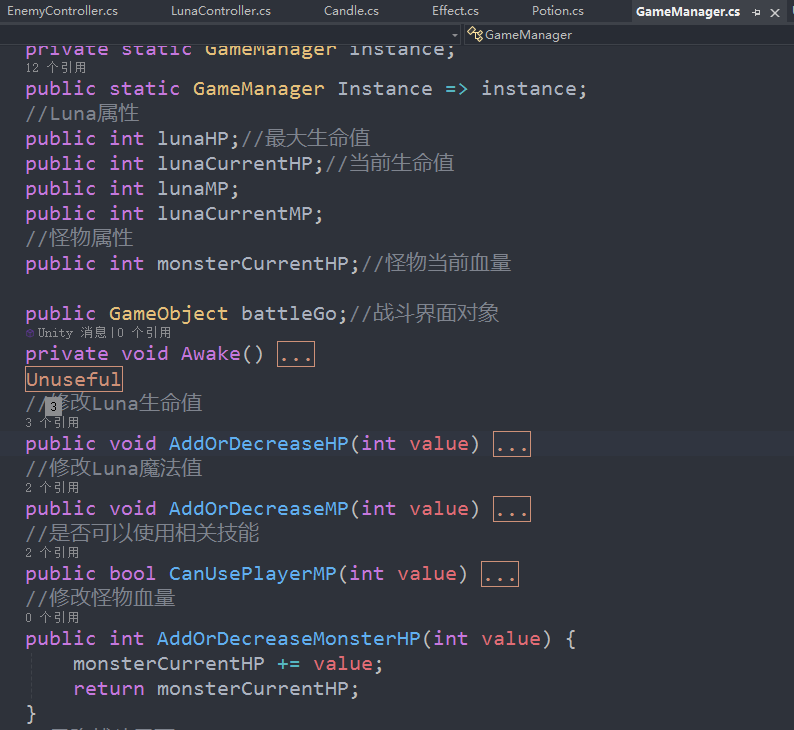 EnemyController.cs LunaController.cs Candle.cs Effect.cs Potion.cs GameManager.cs
GameManager
private static GameManager instance;
12 个引用
public static GameManager Instance => instance;
//Luna属性
public int lunaHP;//最大生命值
public int lunaCurrentHP;//当前生命值
public int lunaMP;
public int lunaCurrentMP;
//怪物属性
public int monsterCurrentHP;//怪物当前血量
public GameObject battleGo;//战斗界面对象
Unity 消息|0 个引用
private void Awake() ...
Unuseful
//修改Luna生命值
3
3 个引用
public void AddOrDecreaseHP(int value) ...
//修改Luna魔法值
2 个引用
public void AddOrDecreaseMP(int value) ...
//是否可以使用相关技能
2 个引用
public bool CanUsePlayerMP(int value) ...
//修改怪物血量
0 个引用
public int AddOrDecreaseMonsterHP(int value) {
monsterCurrentHP += value;
return monsterCurrentHP;
}